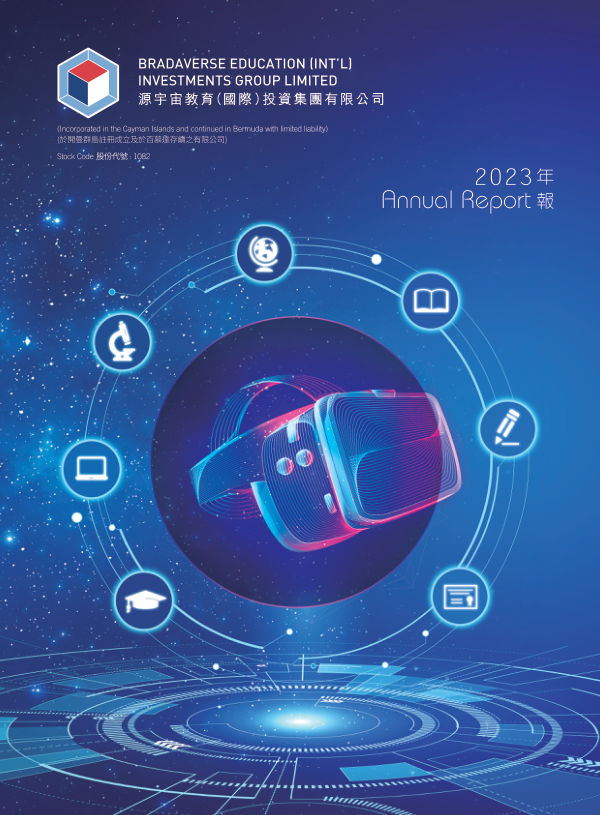 BRADAVERSE EDUCATION (INT'L)
INVESTMENTS GROUP LIMITED
源宇宙教育(國際)投資集團有限公司
(Incorporated in the Cayman Islands and continued in Bermuda with limited liability)
(於開曼群島註冊成立及於百慕達存續之有限公司)
Stock Code 股份代號 : 1082
2023年
Annual Report 報